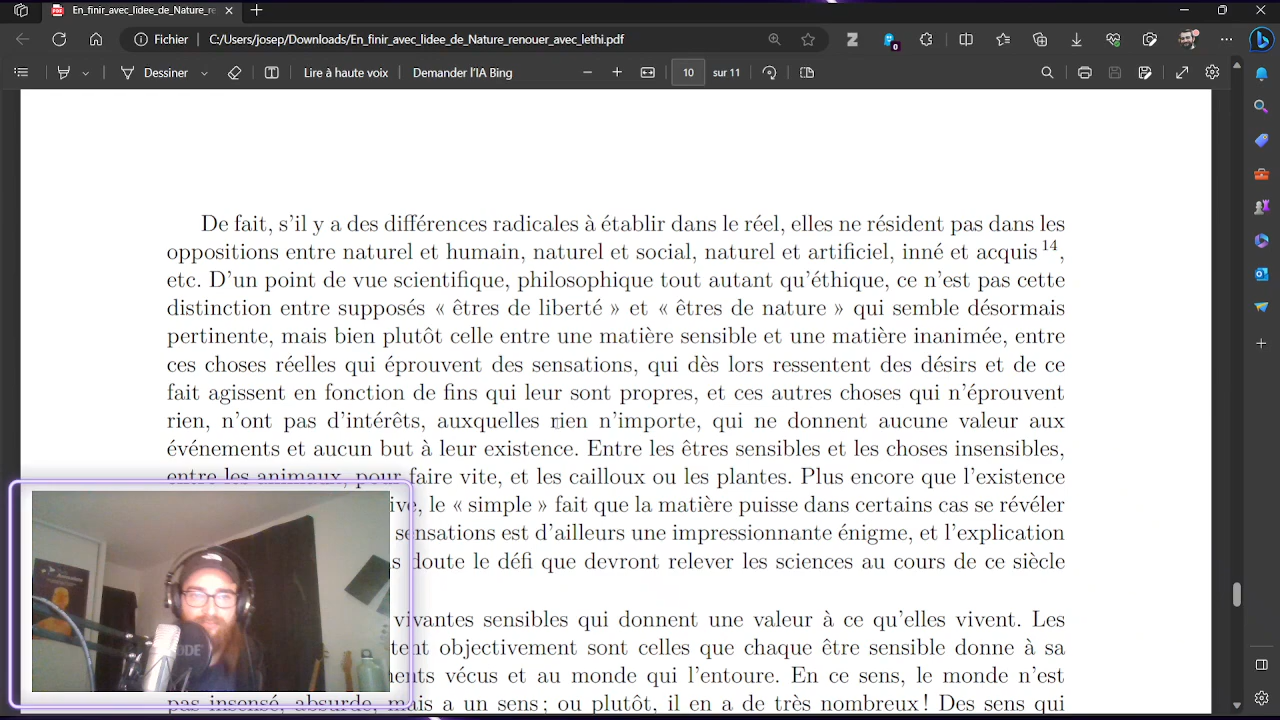 En_finir_avec_lidee_de_Nature_re
Fichier C:/Users/josep/Downloads/En_finir_avec_lidee_de_Nature_renouer_avec_lethi.pdf
Dessiner Lire à haute voix Demander l'IA Bing 10 sur 11
De fait, s'il y a des différences radicales à établir dans le réel, elles ne résident pas dans les
oppositions entre naturel et humain, naturel et social, naturel et artificiel, inné et acquis 14,
etc. D'un point de vue scientifique, philosophique tout autant qu'éthique, ce n'est pas cette
distinction entre supposés « êtres de liberté » et « êtres de nature » qui semble désormais
pertinente, mais bien plutôt celle entre une matière sensible et une matière inanimée, entre
ces choses réelles qui éprouvent des sensations, qui dès lors ressentent des désirs et de ce
fait agissent en fonction de fins qui leur sont propres, et ces autres choses qui n'éprouvent
rien, n'ont pas d'intérêts, auxquelles rien n'importe, qui ne donnent aucune valeur aux
événements et aucun but à leur existence. Entre les êtres sensibles et les choses insensibles,
entre les animaux, pour faire vite, et les cailloux ou les plantes. Plus encore que l'existence
ive, le « simple » fait que la matière puisse dans certains cas se révéler
sensations est d'ailleurs une impressionnante énigme, et l'explication
s doute le défi que devront relever les sciences au cours de ce siècle
vivantes sensibles qui donnent une valeur à ce qu'elles vivent. Les
tent objectivement sont celles que chaque être sensible donne à sa
ments vécus et au monde qui l'entoure. En ce sens, le monde n'est
pas insensé, absurde, mais a un sens ; ou plutôt, il en a de très nombreux ! Des sens qui